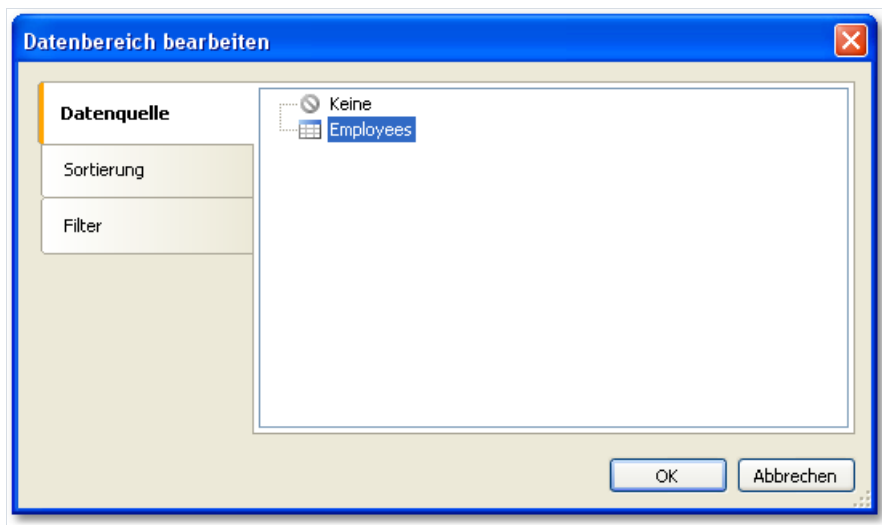 Datenbereich bearbeiten
Datenquelle
Keine
Employees
Sortierung
Filter
OK
Abbrechen